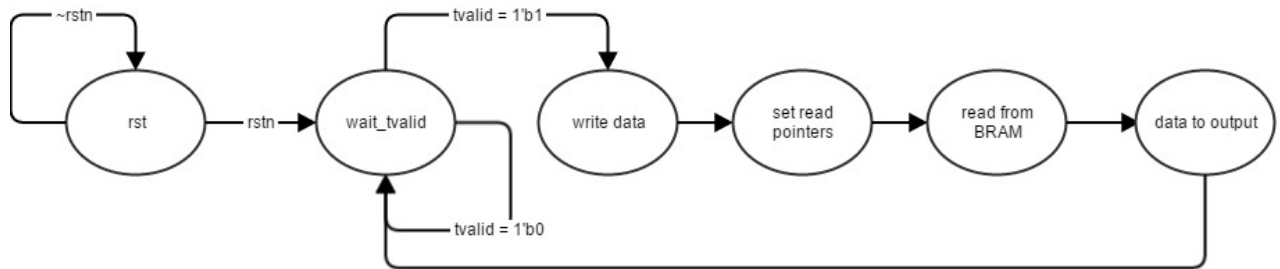 ~rstn
tvalid = 1'b1
rst
rstn
wait_tvalid
write data
set read
pointers
read from
BRAM
data to output
tvalid = 1'b0